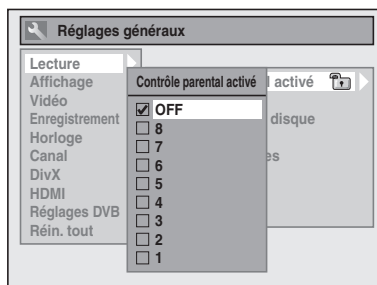 Réglages généraux
Lecture
Affichage
Vidéo
Enregistrement
Horloge
Canal
DivX
HDMI
Réglages DVB
Réin. tout
Contrôle parental activé
OFF
8
7
6
5
4
3
2
1
activé
disque